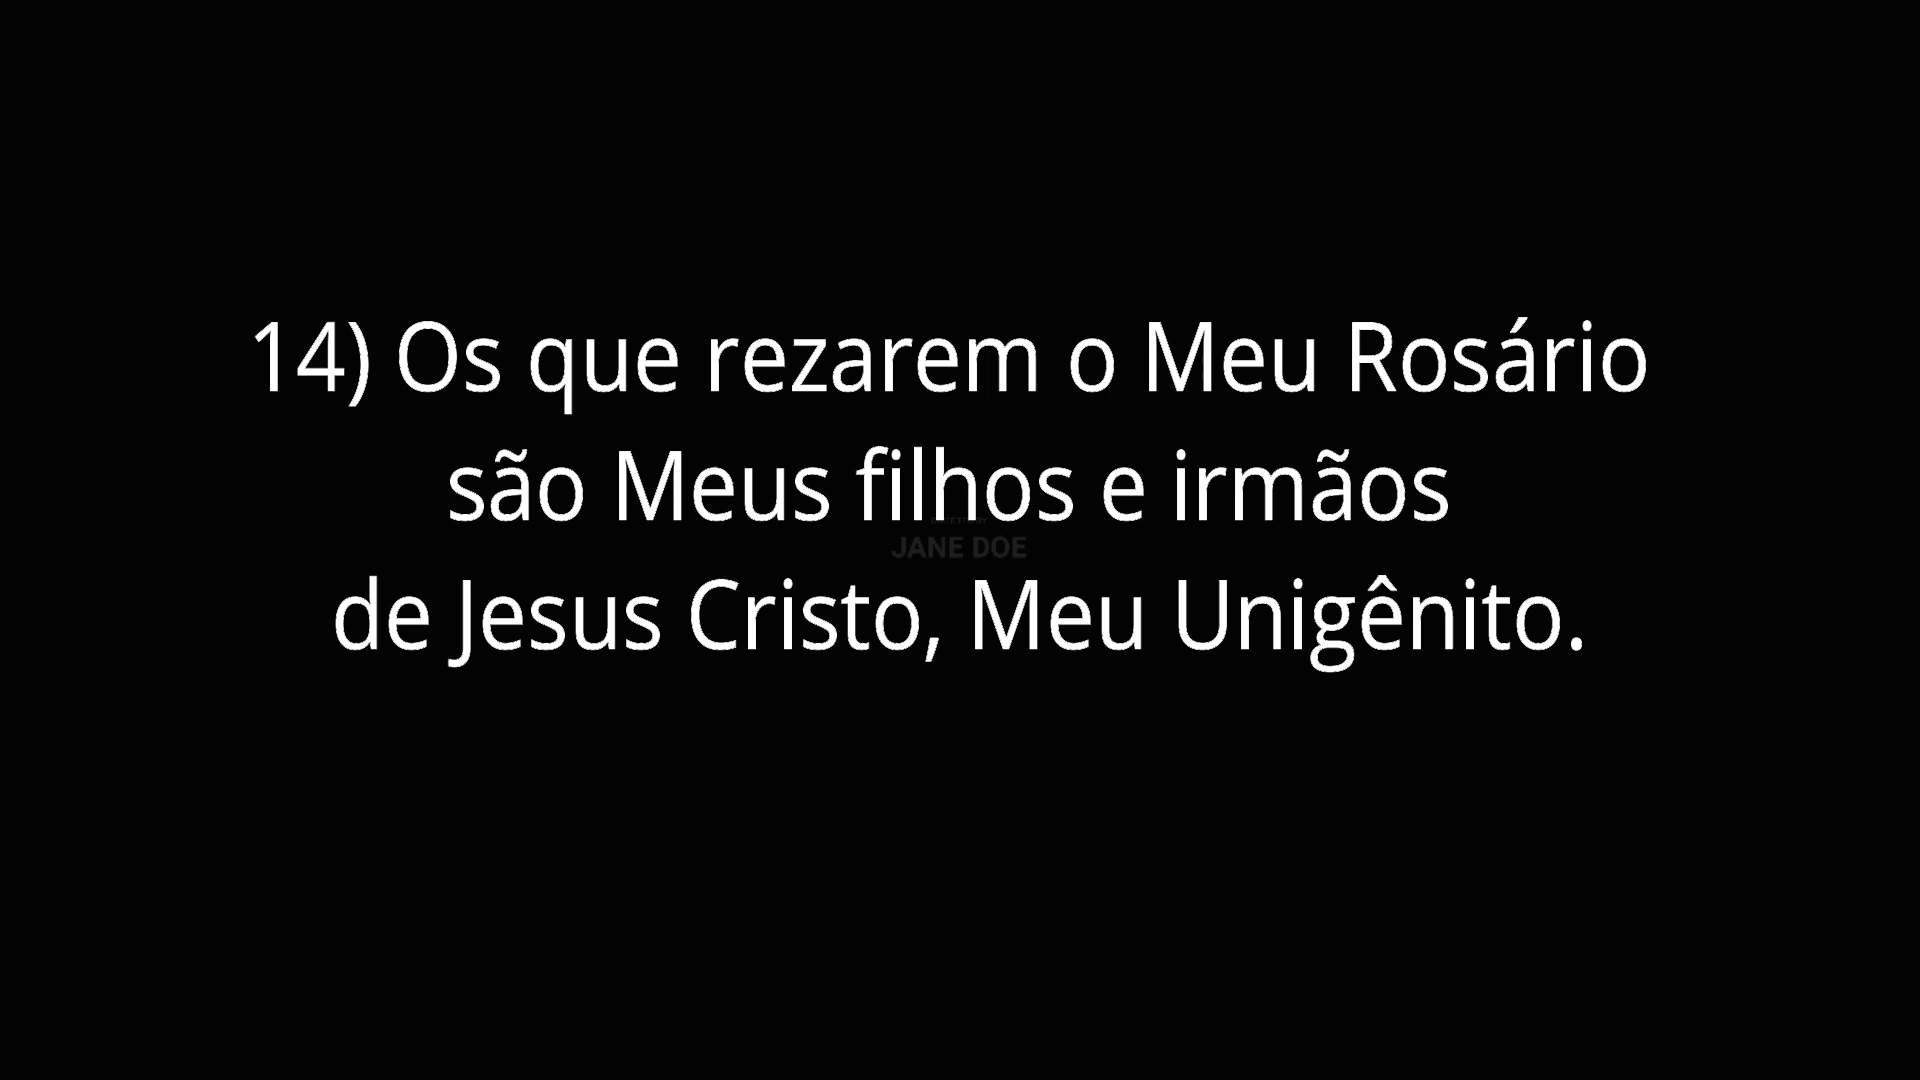 14) Os que rezarem o Meu Rosário
são Meus filhos e irmãos
JANE DOE
de Jesus Cristo, Meu Unigênito.